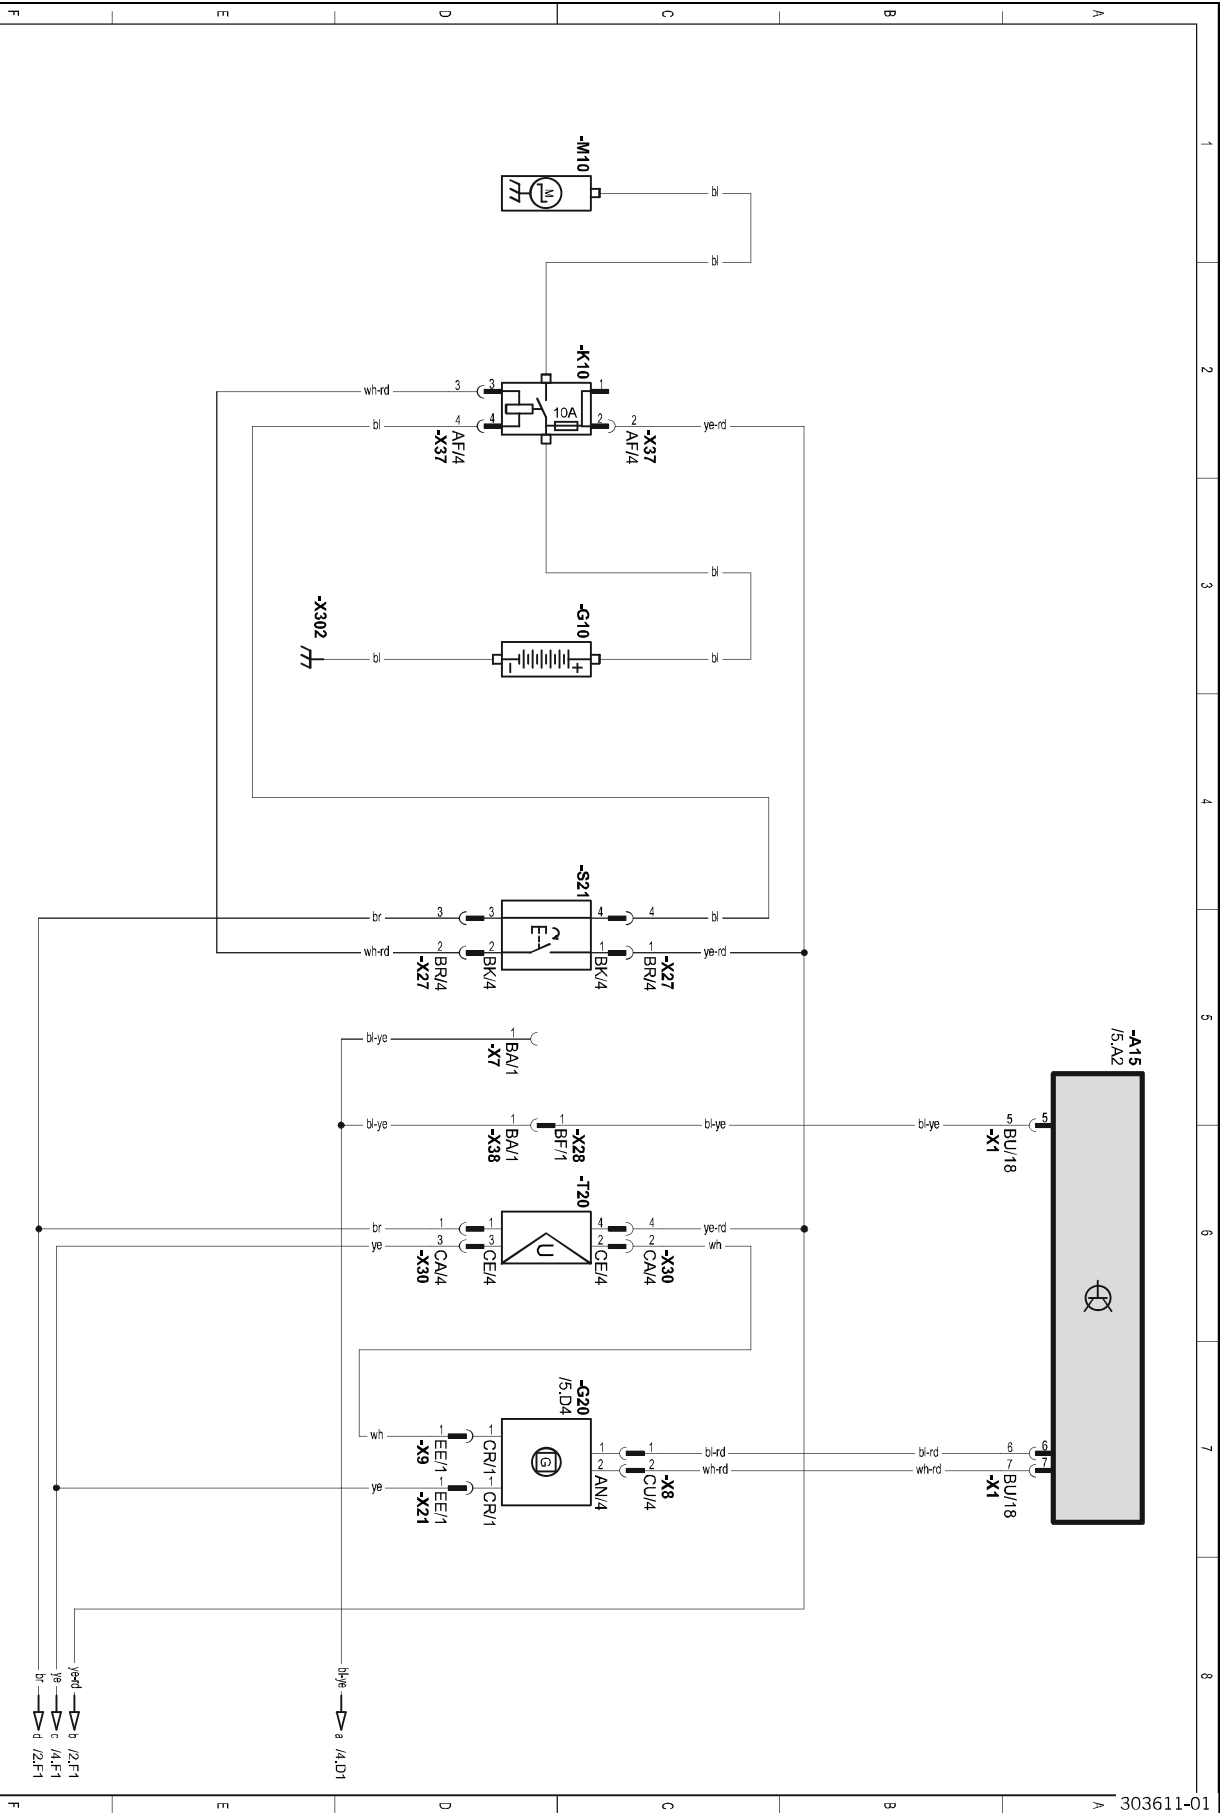 F E D C B A
303611-01
1
2
3
4
5
6
7
8
-A15
/5.A2
5
5 BU/18
-X1
6
6
7
7 BU/18
-X1
bl-ye
bl-rd
wh-rd
bl-ye
bl-rd
wh-rd
-M10
M
bl
bl
-K10
10A
1
2
3
4
2 AF/4
-X37
ye-rd
3
4 AF/4
-X37
wh-rd
bl
bl
-G10
+
-
bl
bl
-X302
-S21
E
4
1 BK/4
4
1 BR/4
-X27
bl
ye-rd
3
2 BK/4
3
2 BR/4
-X27
br
wh-rd
1 BA/1
-X7
bl-ye
-X28
1 BF/1
1 BA/1
-X38
bl-ye
-T20
U
4
2 CE/4
4
2 CA/4
-X30
ye-rd
wh
1
3 CE/4
1
3 CA/4
-X30
br
ye
-G20
/5.D4
G
1
2 AN/4
1
2 CU/4
-X8
1 CR/1
1 EE/1
-X9
wh
1 CR/1
1 EE/1
-X21
ye
bl-ye
a /4.D1
ye-rd
b /2.F1
ye
c /4.F1
br
d /2.F1
F E D C B A